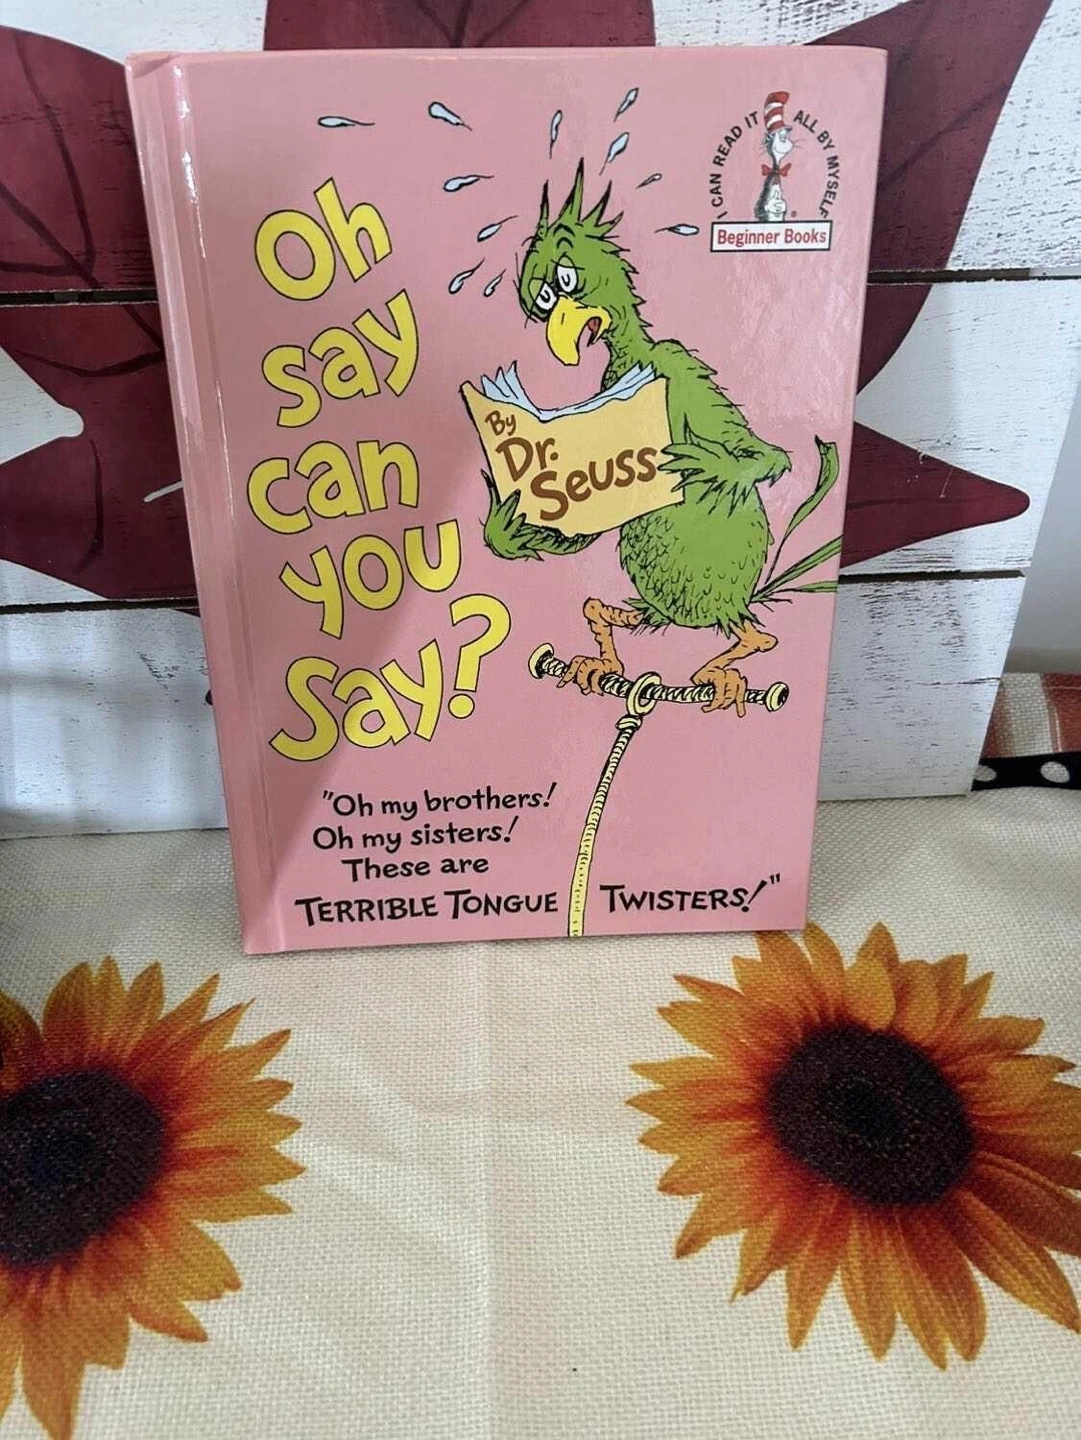 Oh
say
can
you
Say?
By
Dr.
Seuss
I CAN READ IT ALL BY MYSELF
Beginner Books
"Oh my brothers!
Oh my sisters!
These are
TERRIBLE TONGUE TWISTERS!"